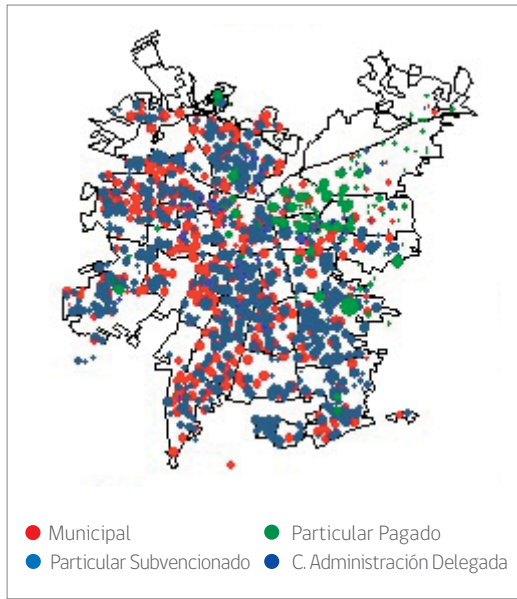 Municipal
Particular Pagado
Particular Subvencionado
C. Administración Delegada